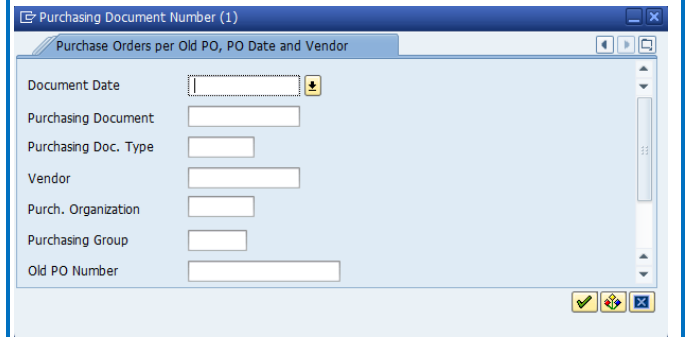 Purchasing Document Number (1)
Purchase Orders per Old PO, PO Date and Vendor
Document Date
Purchasing Document
Purchasing Doc. Type
Vendor
Purch. Organization
Purchasing Group
Old PO Number